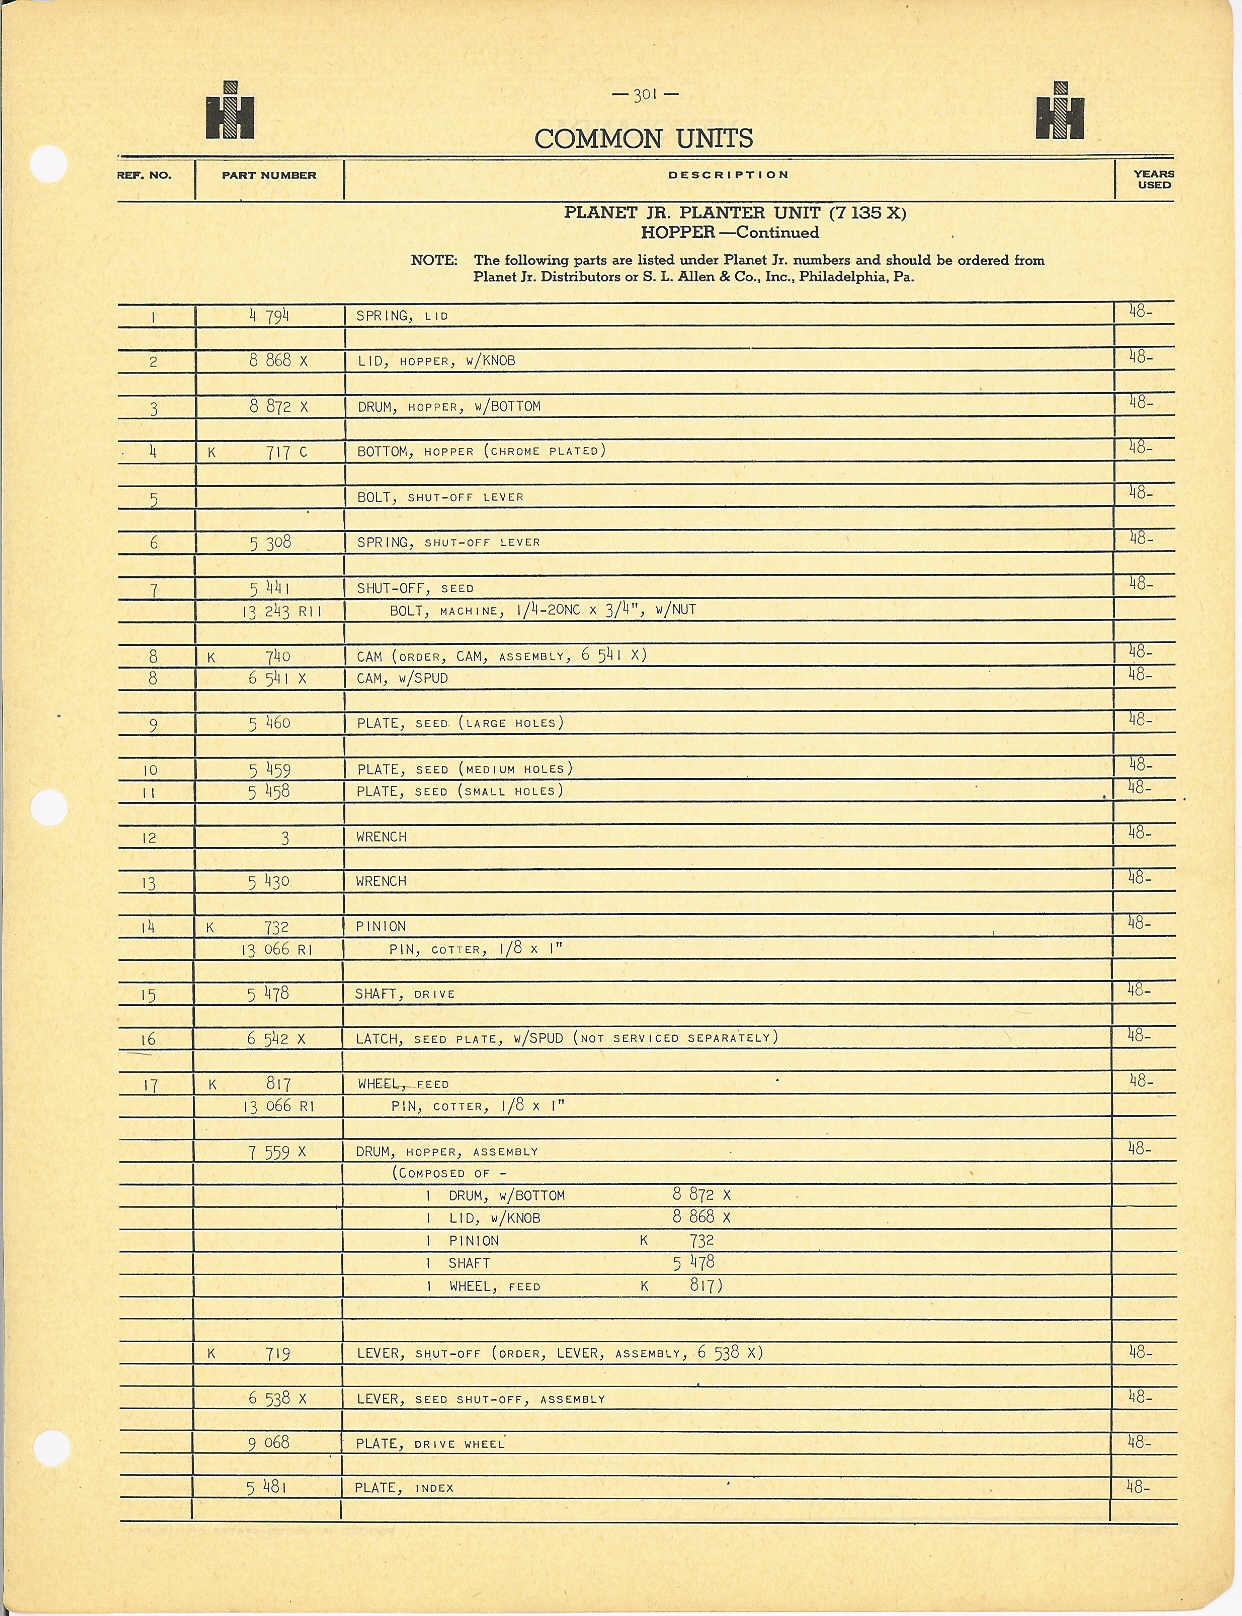 — 301 —
COMMON UNITS
REF. NO. PART NUMBER DESCRIPTION YEARS USED
PLANET JR. PLANTER UNIT (7 135 X)
HOPPER —Continued
NOTE: The following parts are listed under Planet Jr. numbers and should be ordered from
Planet Jr. Distributors or S. L. Allen & Co., Inc., Philadelphia, Pa.
1 4 794 SPRING, LID 48-
2 8 868 X LID, HOPPER, W/KNOB 48-
3 8 872 X DRUM, HOPPER, W/BOTTOM 48-
4 K 717 C BOTTOM, HOPPER (CHROME PLATED) 48-
5 BOLT, SHUT-OFF LEVER 48-
6 5 308 SPRING, SHUT-OFF LEVER 48-
7 5 441 SHUT-OFF, SEED 48-
13 243 R11 BOLT, MACHINE, 1/4-20NC X 3/4", W/NUT
8 K 740 CAM (ORDER, CAM, ASSEMBLY, 6 541 X) 48-
8 6 541 X CAM, W/SPUD 48-
9 5 460 PLATE, SEED (LARGE HOLES) 48-
10 5 459 PLATE, SEED (MEDIUM HOLES) 48-
11 5 458 PLATE, SEED (SMALL HOLES) 48-
12 3 WRENCH 48-
13 5 430 WRENCH 48-
14 K 732 PINION 48-
13 066 R1 PIN, COTTER, 1/8 X 1"
15 5 478 SHAFT, DRIVE 48-
16 6 542 X LATCH, SEED PLATE, W/SPUD (NOT SERVICED SEPARATELY) 48-
17 K 817 WHEEL, FEED 48-
13 066 R1 PIN, COTTER, 1/8 X 1"
7 559 X DRUM, HOPPER, ASSEMBLY 48-
(COMPOSED OF -
1 DRUM, W/BOTTOM 8 872 X
1 LID, W/KNOB 8 868 X
1 PINION K 732
1 SHAFT 5 478
1 WHEEL, FEED K 817)
K 719 LEVER, SHUT-OFF (ORDER, LEVER, ASSEMBLY, 6 538 X) 48-
6 538 X LEVER, SEED SHUT-OFF, ASSEMBLY 48-
9 068 PLATE, DRIVE WHEEL 48-
5 481 PLATE, INDEX 48-